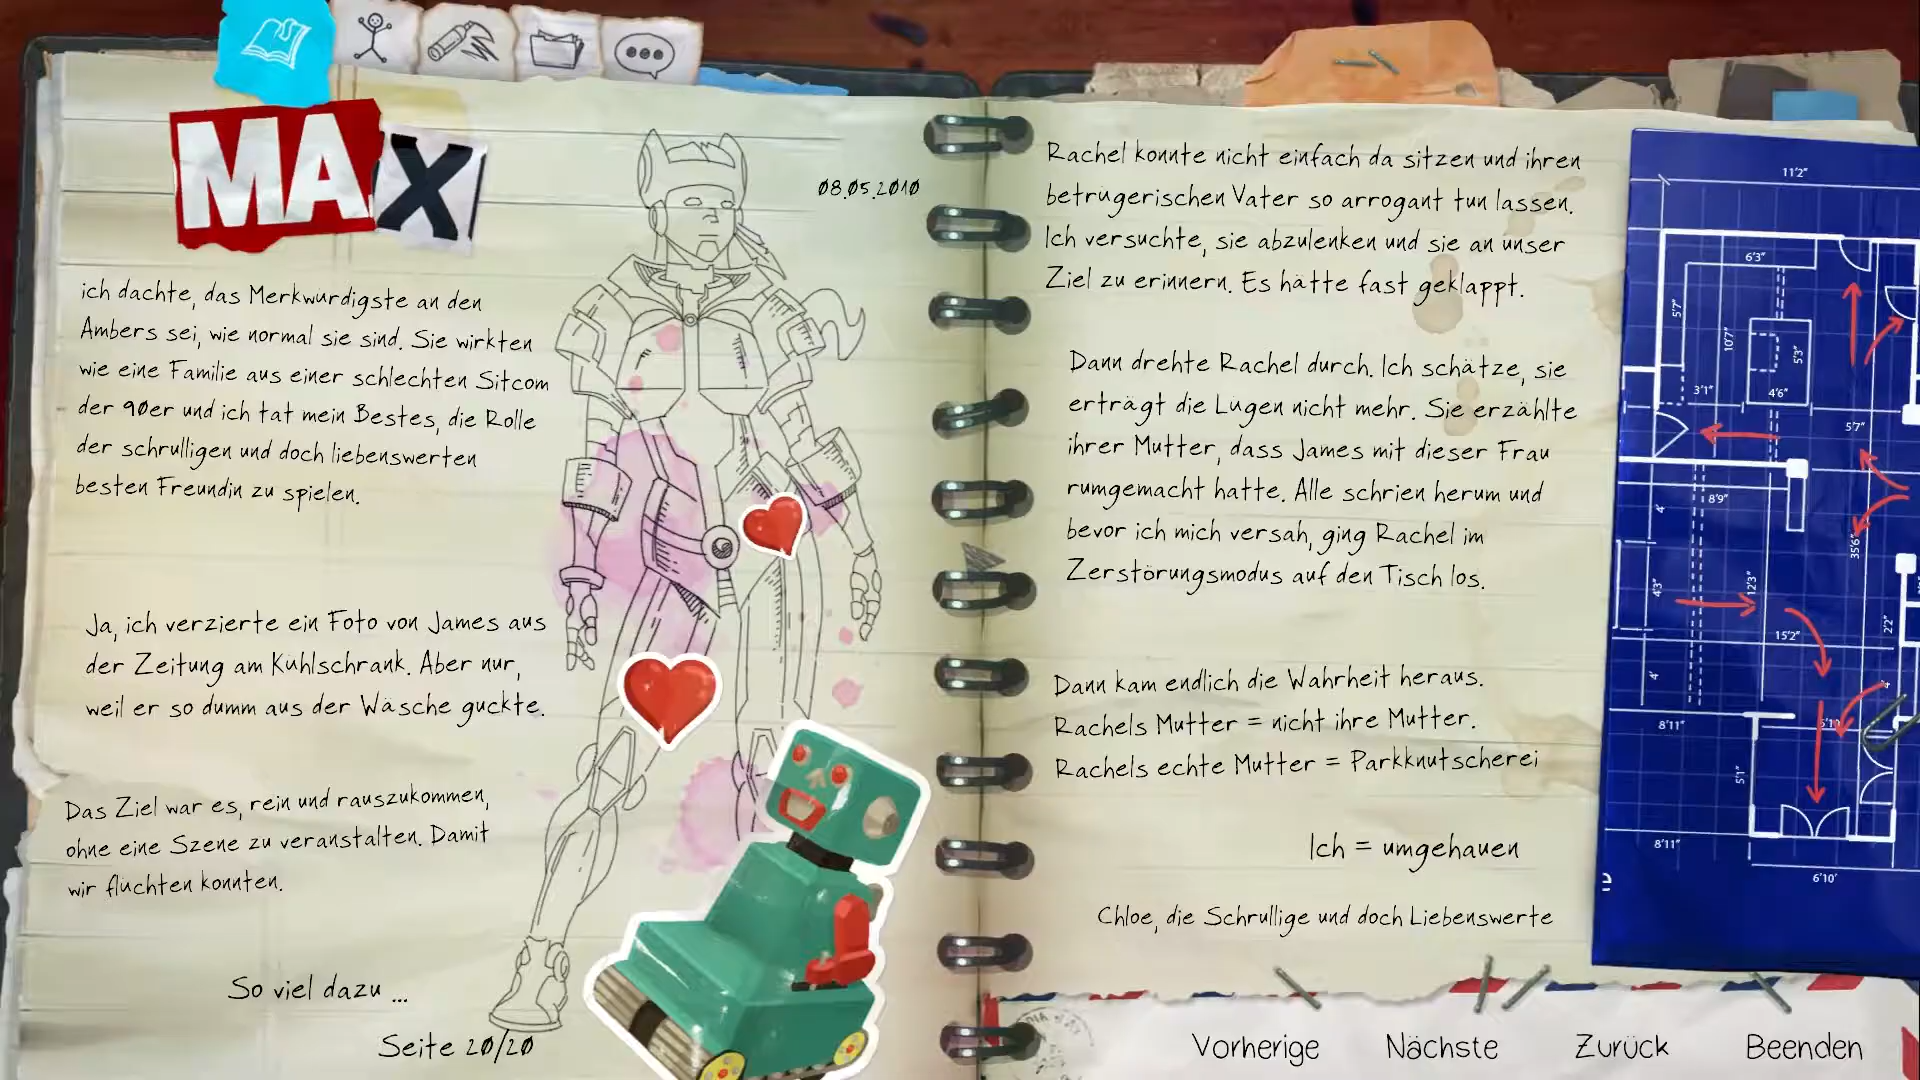 MAX
08.05.2010
ich dachte, das Merkwürdigste an den
Ambers sei, wie normal sie sind. Sie wirkten
wie eine Familie aus einer schlechten Sitcom
der 90er und ich tat mein Bestes, die Rolle
der schrulligen und doch liebenswerten
besten Freundin zu spielen.
Ja, ich verzierte ein Foto von James aus
der Zeitung am Kühlschrank. Aber nur,
weil er so dumm aus der Wäsche guckte.
Das Ziel war es, rein und rauszukommen,
ohne eine Szene zu veranstalten. Damit
wir flüchten konnten.
So viel dazu ...
Seite 20/20
Rachel konnte nicht einfach da sitzen und ihren
betrügerischen Vater so arrogant tun lassen.
Ich versuchte, sie abzulenken und sie an unser
Ziel zu erinnern. Es hätte fast geklappt.
Dann drehte Rachel durch. Ich schätze, sie
erträgt die Lügen nicht mehr. Sie erzählte
ihrer Mutter, dass James mit dieser Frau
rumgemacht hatte. Alle schrien herum und
bevor ich mich versah, ging Rachel im
Zerstörungsmodus auf den Tisch los.
Dann kam endlich die Wahrheit heraus.
Rachels Mutter = nicht ihre Mutter.
Rachels echte Mutter = Parkknutscherei
Ich = umgehauen
Chloe, die Schrullige und doch Liebenswerte
11'2"
6'3"
5'7"
10'7"
5'3"
3'1"
4'6"
5'7"
8'9"
4'
35'6"
4'3"
12'3"
15'2"
2'2"
4'
4'
8'11"
5'10"
5'1"
8'11"
6'10'
Vorherige
Nächste
Zurück
Beenden